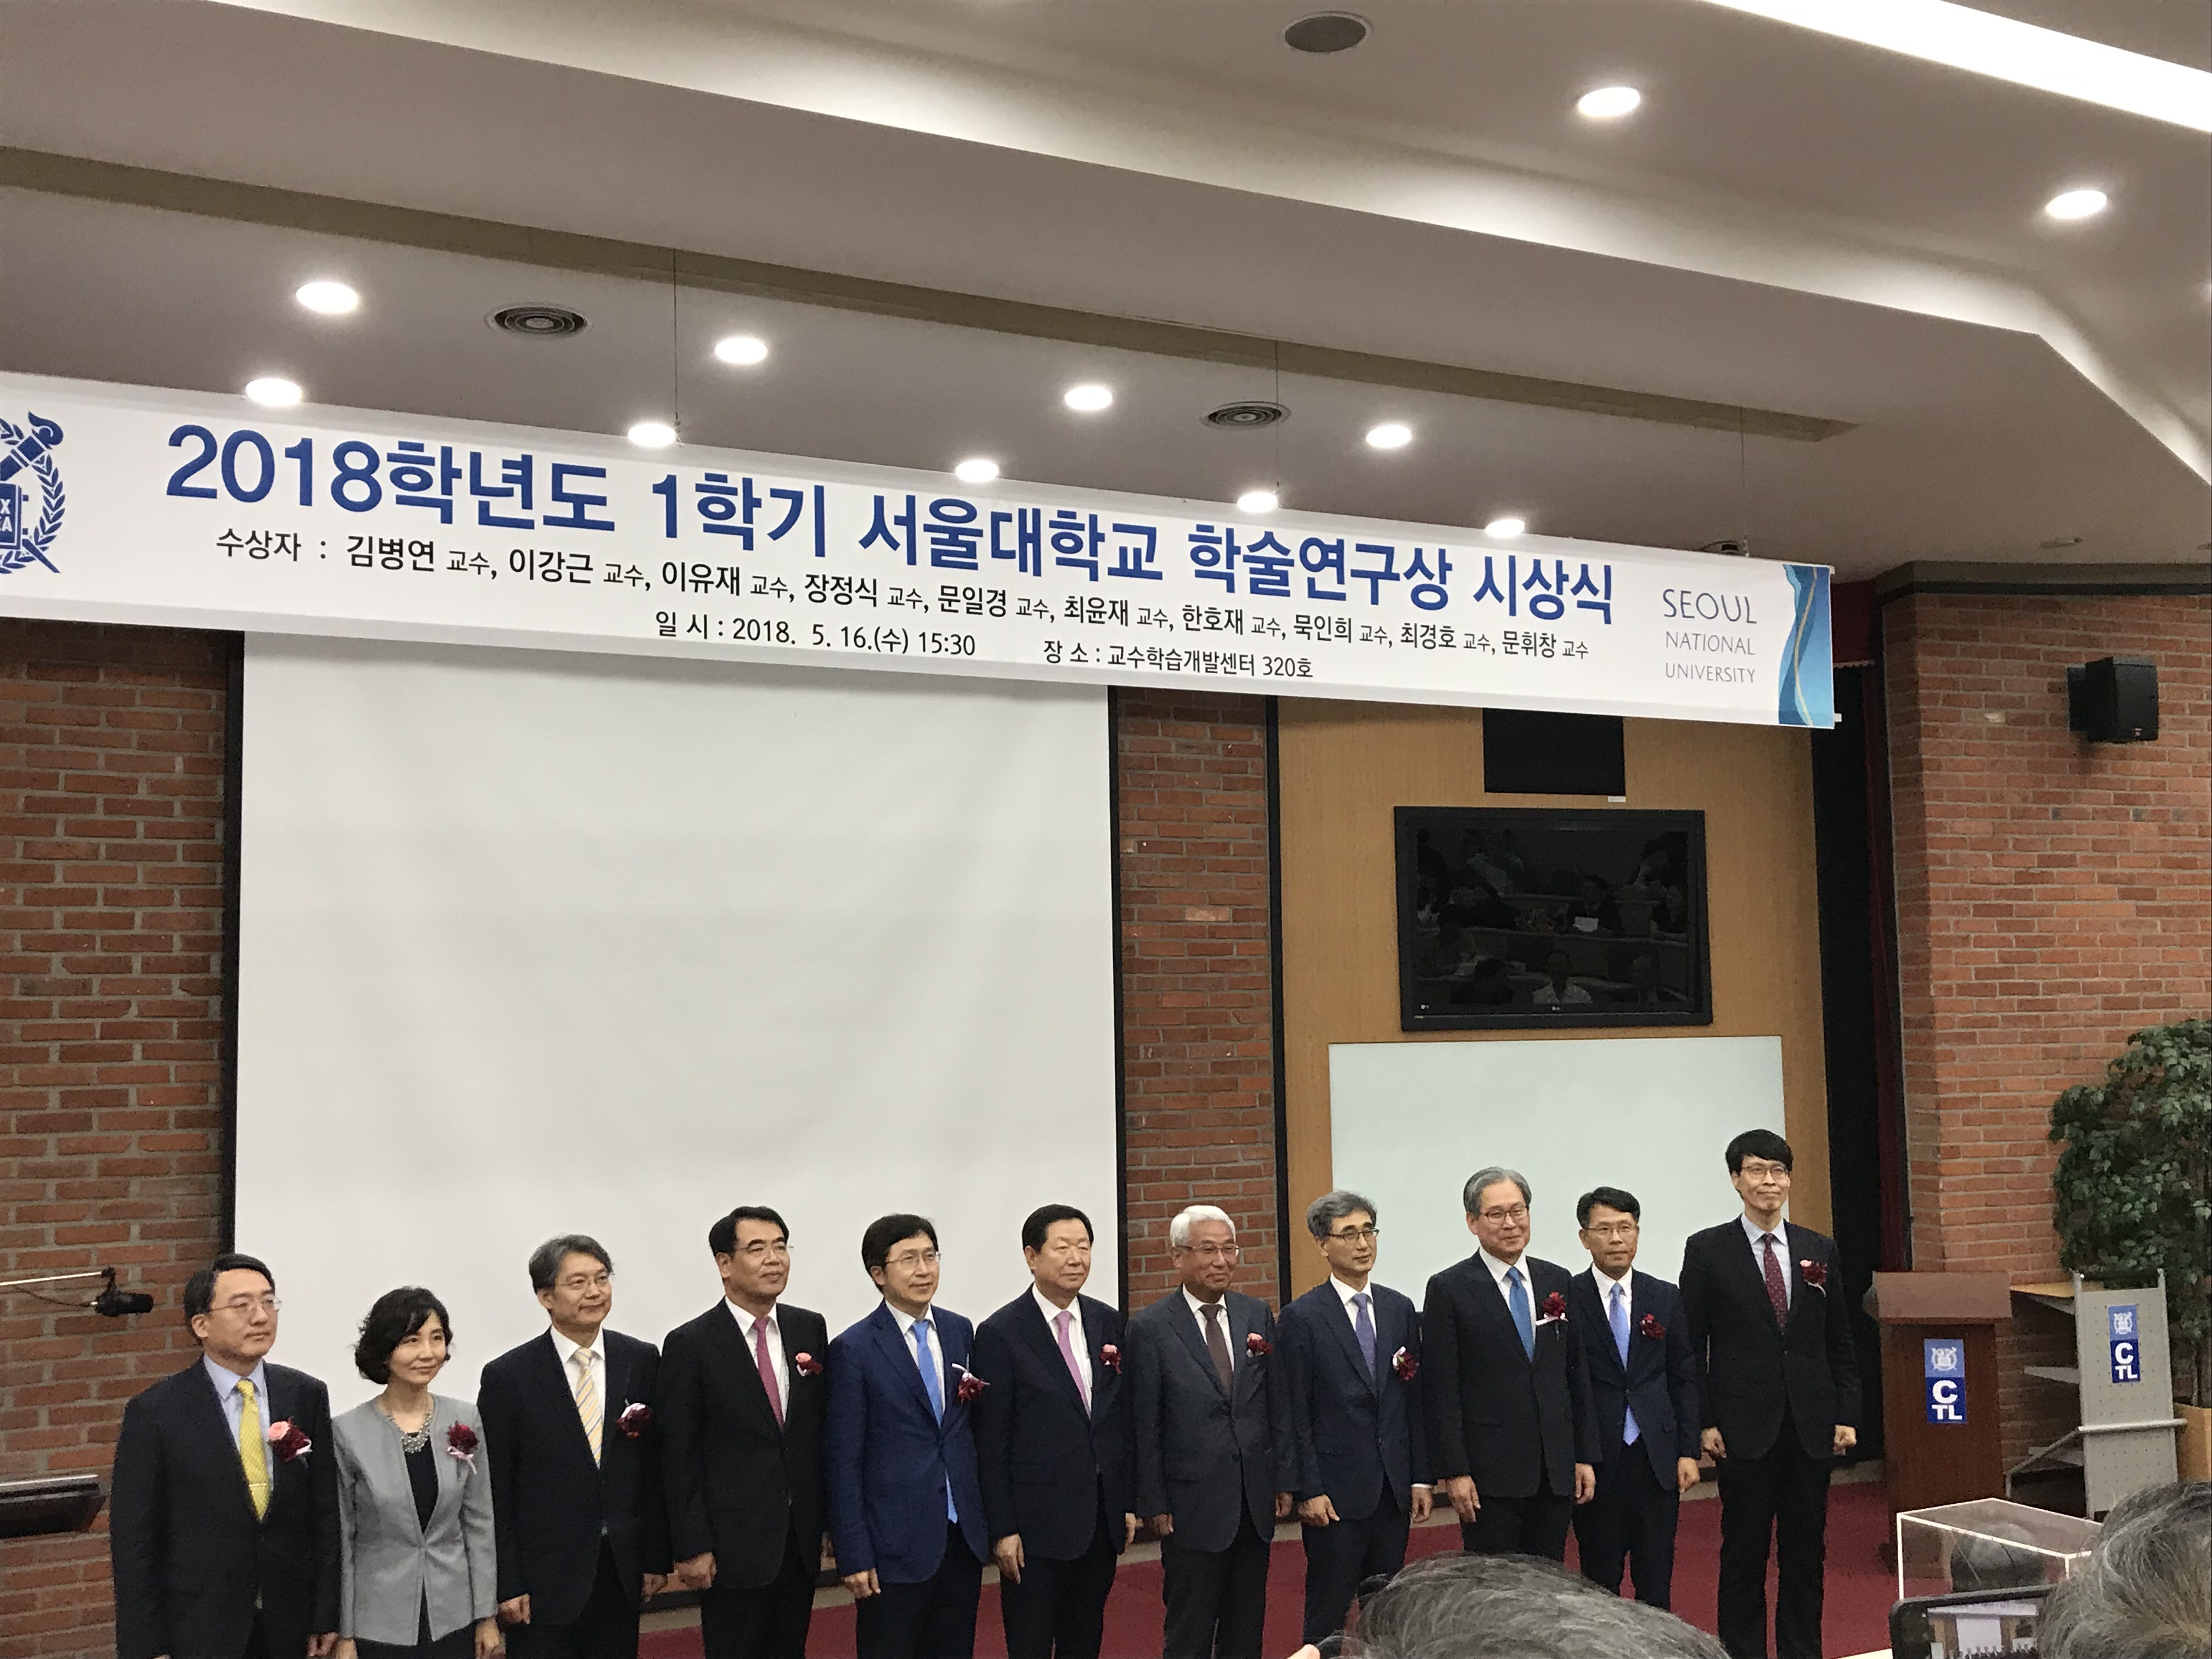 2018학년도 1학기 서울대학교 학술연구상 시상식
수상자 : 김병연 교수, 이강근 교수, 이유재 교수, 장정식 교수, 문일경 교수, 최윤재 교수, 한호재 교수, 묵인희 교수, 최경호 교수, 문휘창 교수
일 시 : 2018. 5. 16.(수) 15:30 장 소 : 교수학습개발센터 320호
SEOUL
NATIONAL
UNIVERSITY
C
TL
C
TL